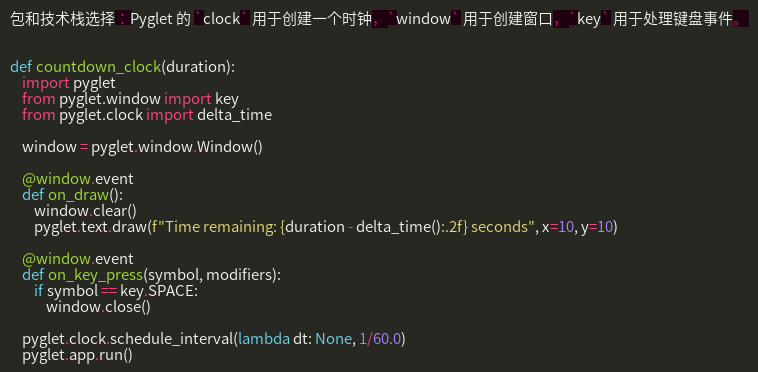 包和技术栈选择：Pyglet 的 `clock` 用于创建一个时钟，`window` 用于创建窗口，`key` 用于处理键盘事件。
def countdown_clock(duration):
    import pyglet
    from pyglet.window import key
    from pyglet.clock import delta_time
    window = pyglet.window.Window()
    @window.event
    def on_draw():
        window.clear()
        pyglet.text.draw(f"Time remaining: {duration - delta_time():.2f} seconds", x=10, y=10)
    @window.event
    def on_key_press(symbol, modifiers):
        if symbol == key.SPACE:
            window.close()
    pyglet.clock.schedule_interval(lambda dt: None, 1/60.0)
    pyglet.app.run()